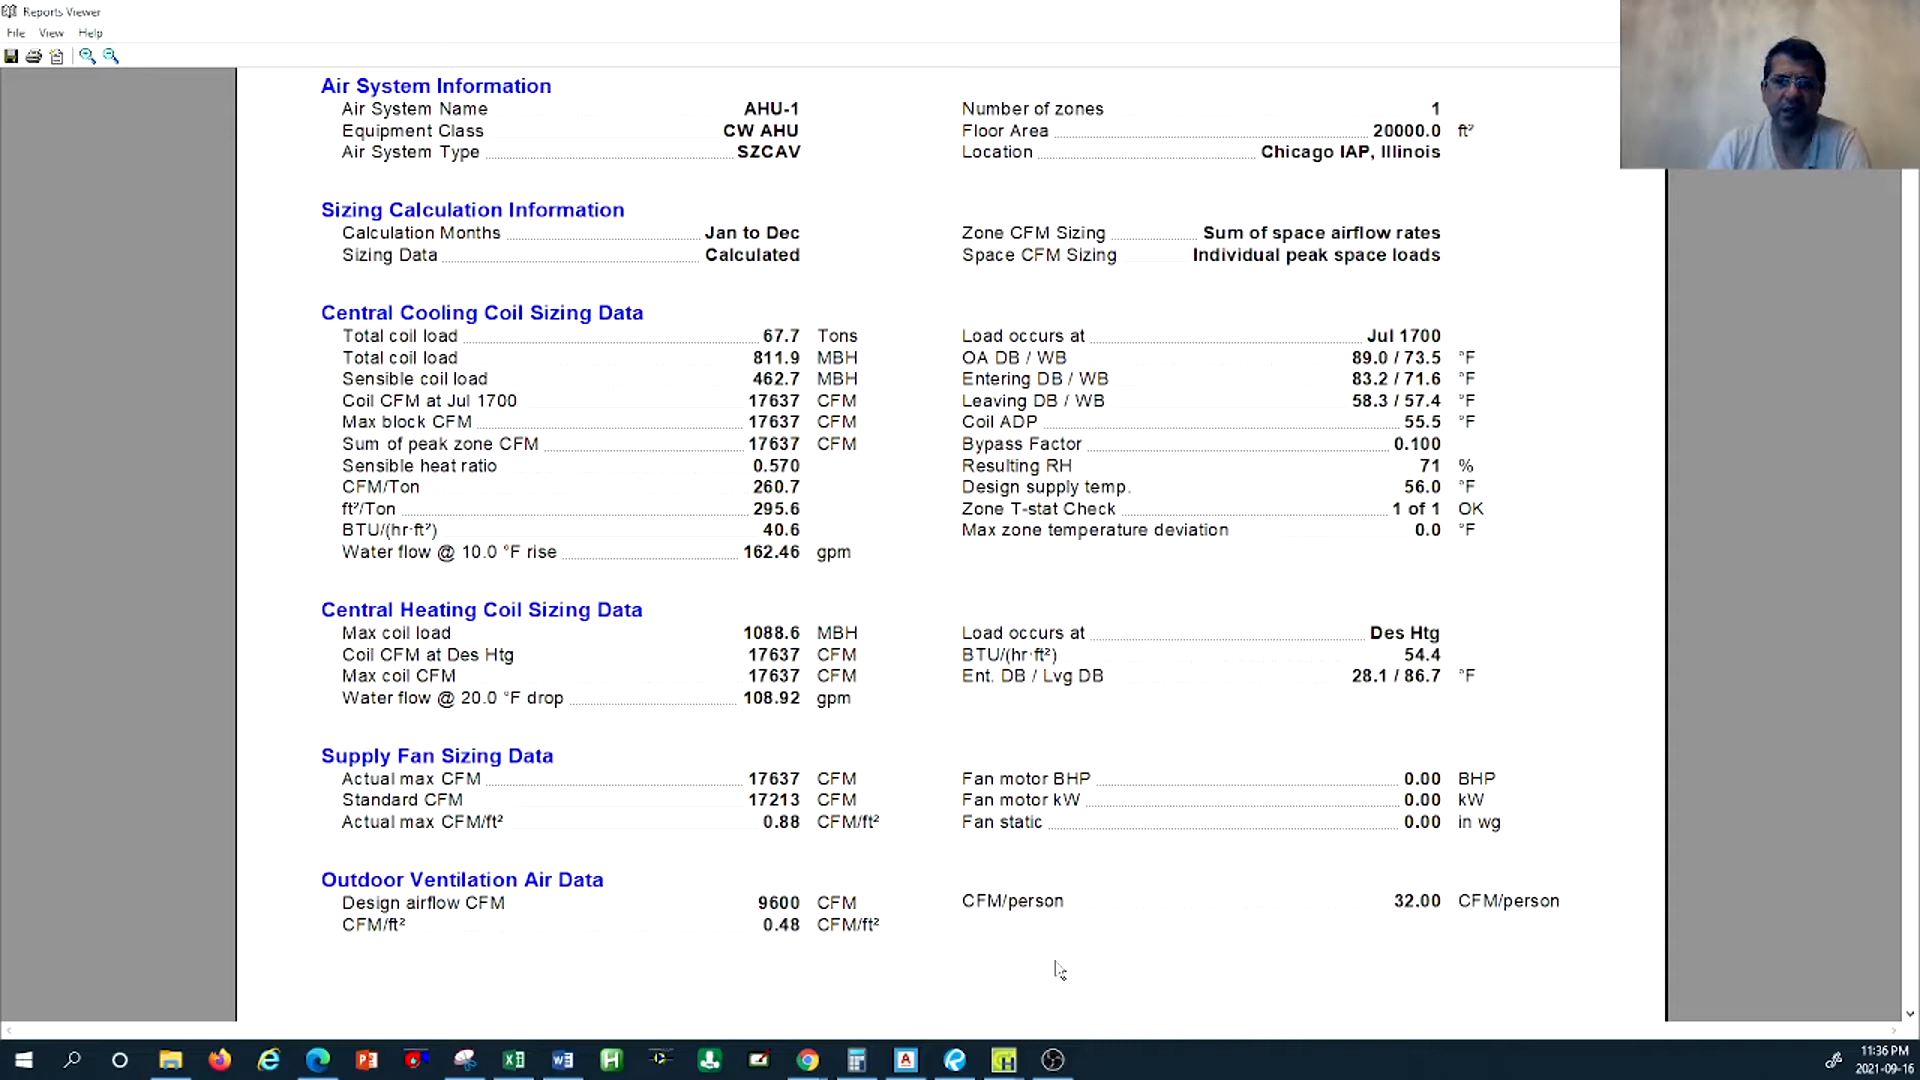 Reports Viewer
File View Help
Air System Information
Air System Name AHU-1 Number of zones 1
Equipment Class CW AHU Floor Area 20000.0 ft²
Air System Type SZCAV Location Chicago IAP, Illinois
Sizing Calculation Information
Calculation Months Jan to Dec Zone CFM Sizing Sum of space airflow rates
Sizing Data Calculated Space CFM Sizing Individual peak space loads
Central Cooling Coil Sizing Data
Total coil load 67.7 Tons Load occurs at Jul 1700
Total coil load 811.9 MBH OA DB / WB 89.0 / 73.5 °F
Sensible coil load 462.7 MBH Entering DB / WB 83.2 / 71.6 °F
Coil CFM at Jul 1700 17637 CFM Leaving DB / WB 58.3 / 57.4 °F
Max block CFM 17637 CFM Coil ADP 55.5 °F
Sum of peak zone CFM 17637 CFM Bypass Factor 0.100
Sensible heat ratio 0.570 Resulting RH 71 %
CFM/Ton 260.7 Design supply temp. 56.0 °F
ft²/Ton 295.6 Zone T-stat Check 1 of 1 OK
BTU/(hr·ft²) 40.6 Max zone temperature deviation 0.0 °F
Water flow @ 10.0 °F rise 162.46 gpm
Central Heating Coil Sizing Data
Max coil load 1088.6 MBH Load occurs at Des Htg
Coil CFM at Des Htg 17637 CFM BTU/(hr·ft²) 54.4
Max coil CFM 17637 CFM Ent. DB / Lvg DB 28.1 / 86.7 °F
Water flow @ 20.0 °F drop 108.92 gpm
Supply Fan Sizing Data
Actual max CFM 17637 CFM Fan motor BHP 0.00 BHP
Standard CFM 17213 CFM Fan motor kW 0.00 kW
Actual max CFM/ft² 0.88 CFM/ft² Fan static 0.00 in wg
Outdoor Ventilation Air Data
Design airflow CFM 9600 CFM CFM/person 32.00 CFM/person
CFM/ft² 0.48 CFM/ft²
11:36 PM
2021-09-16